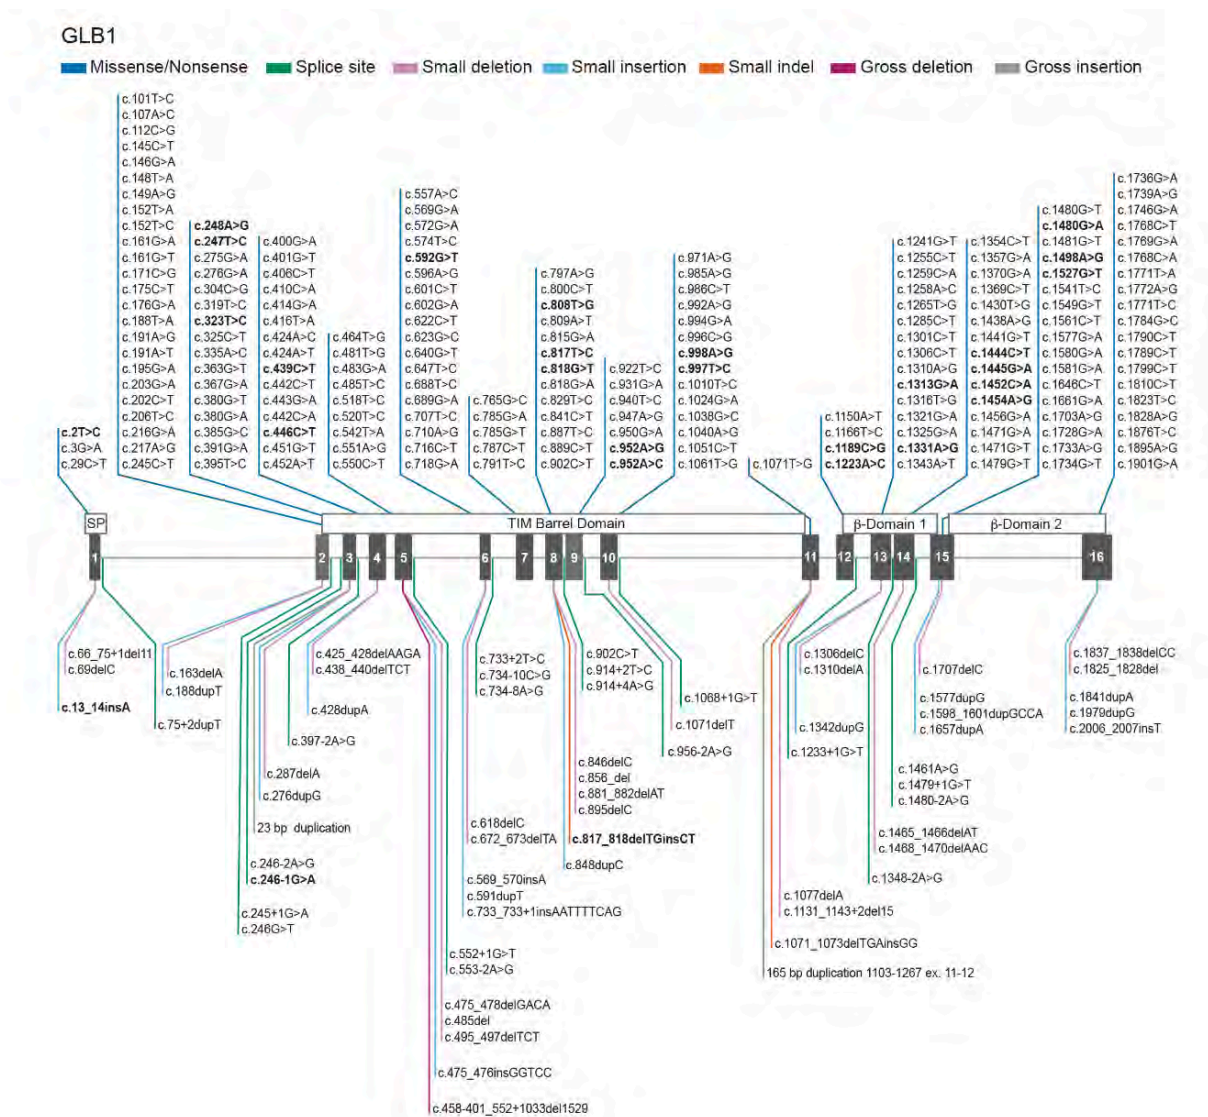 GLB1
Missense/Nonsense Splice site Small deletion Small insertion Small indel Gross deletion Gross insertion
c.2T>C
c.3G>A
c.29C>T
c.101T>C
c.107A>C
c.112C>G
c.145C>T
c.146G>A
c.148T>A
c.149A>G
c.152T>A
c.152T>C
c.161G>A
c.161G>T
c.171C>G
c.175C>T
c.176G>A
c.188T>A
c.191A>G
c.191A>T
c.195G>A
c.203G>A
c.202C>T
c.206T>C
c.216G>A
c.217A>G
c.245C>T
c.248A>G
c.247T>C
c.275G>A
c.276G>A
c.304C>G
c.319T>C
c.323T>C
c.325C>T
c.335A>C
c.363G>T
c.367G>A
c.380G>T
c.380G>A
c.385G>C
c.391G>A
c.395T>C
c.400G>A
c.401G>T
c.406C>T
c.410C>A
c.414G>A
c.416T>A
c.424A>C
c.424A>T
c.439C>T
c.442C>T
c.443G>A
c.442C>A
c.446C>T
c.451G>T
c.452A>T
c.464T>G
c.481T>G
c.483G>A
c.485T>C
c.518T>C
c.520T>C
c.542T>A
c.551A>G
c.550C>T
c.557A>C
c.569G>A
c.572G>A
c.574T>C
c.592G>T
c.596A>G
c.601C>T
c.602G>A
c.622C>T
c.623G>C
c.640G>T
c.647T>C
c.688T>C
c.689G>A
c.707T>C
c.710A>G
c.716C>T
c.718G>A
c.765G>C
c.785G>A
c.785G>T
c.787C>T
c.791T>C
c.797A>G
c.800C>T
c.808T>G
c.809A>T
c.815G>A
c.817T>C
c.818G>T
c.818G>A
c.829T>C
c.841C>T
c.887T>C
c.889C>T
c.902C>T
c.922T>C
c.931G>A
c.940T>C
c.947A>G
c.950G>A
c.952A>G
c.952A>C
c.971A>G
c.985A>G
c.986C>T
c.992A>G
c.994G>A
c.996C>G
c.998A>G
c.997T>C
c.1010T>C
c.1024G>A
c.1038G>C
c.1040A>G
c.1051C>T
c.1061T>G
c.1071T>G
c.1150A>T
c.1166T>C
c.1189C>G
c.1223A>C
c.1241G>T
c.1255C>T
c.1259C>A
c.1258A>C
c.1265T>G
c.1285C>T
c.1301C>T
c.1306C>T
c.1310A>G
c.1313G>A
c.1316T>G
c.1321G>A
c.1325G>A
c.1331A>G
c.1343A>T
c.1354C>T
c.1357G>A
c.1370G>A
c.1369C>T
c.1430T>G
c.1438A>G
c.1441G>T
c.1444C>T
c.1445G>A
c.1452C>A
c.1454A>G
c.1456G>A
c.1471G>A
c.1471G>T
c.1479G>T
c.1480G>T
c.1480G>A
c.1481G>T
c.1498A>G
c.1527G>T
c.1541T>C
c.1549G>T
c.1561C>T
c.1577G>A
c.1580G>A
c.1581G>A
c.1646C>T
c.1661G>A
c.1703A>G
c.1728G>A
c.1733A>G
c.1734G>T
c.1736G>A
c.1739A>G
c.1746G>A
c.1768C>T
c.1769G>A
c.1768C>A
c.1771T>A
c.1772A>G
c.1771T>C
c.1784G>C
c.1790C>T
c.1789C>T
c.1799C>T
c.1810C>T
c.1823T>C
c.1828A>G
c.1876T>C
c.1895A>G
c.1901G>A
SP TIM Barrel Domain β-Domain 1 β-Domain 2
1 2 3 4 5 6 7 8 9 10 11 12 13 14 15 16
c.66_75+1del11
c.69delC
c.13_14insA
c.75+2dupT
c.163delA
c.188dupT
c.425_428delAAGA
c.438_440delTCT
c.428dupA
c.397-2A>G
c.287delA
c.276dupG
23 bp duplication
c.246-2A>G
c.246-1G>A
c.245+1G>A
c.246G>T
c.733+2T>C
c.734-10C>G
c.734-8A>G
c.618delC
c.672_673delTA
c.569_570insA
c.591dupT
c.733_733+1insAATTTTCAG
c.552+1G>T
c.553-2A>G
c.475_478delGACA
c.485del
c.495_497delTCT
c.475_476insGGTCC
c.458-401_552+1033del1529
c.902C>T
c.914+2T>C
c.914+4A>G
c.846delC
c.856_del
c.881_882delAT
c.895delC
c.817_818delTGinsCT
c.848dupC
c.1068+1G>T
c.1071delT
c.956-2A>G
c.1306delC
c.1310delA
c.1342dupG
c.1233+1G>T
c.1077delA
c.1131_1143+2del15
c.1071_1073delTGAinsGG
165 bp duplication 1103-1267 ex. 11-12
c.1707delC
c.1577dupG
c.1598_1601dupGCCA
c.1657dupA
c.1461A>G
c.1479+1G>T
c.1480-2A>G
c.1465_1466delAT
c.1468_1470delAAC
c.1348-2A>G
c.1837_1838delCC
c.1825_1828del
c.1841dupA
c.1979dupG
c.2006_2007insT